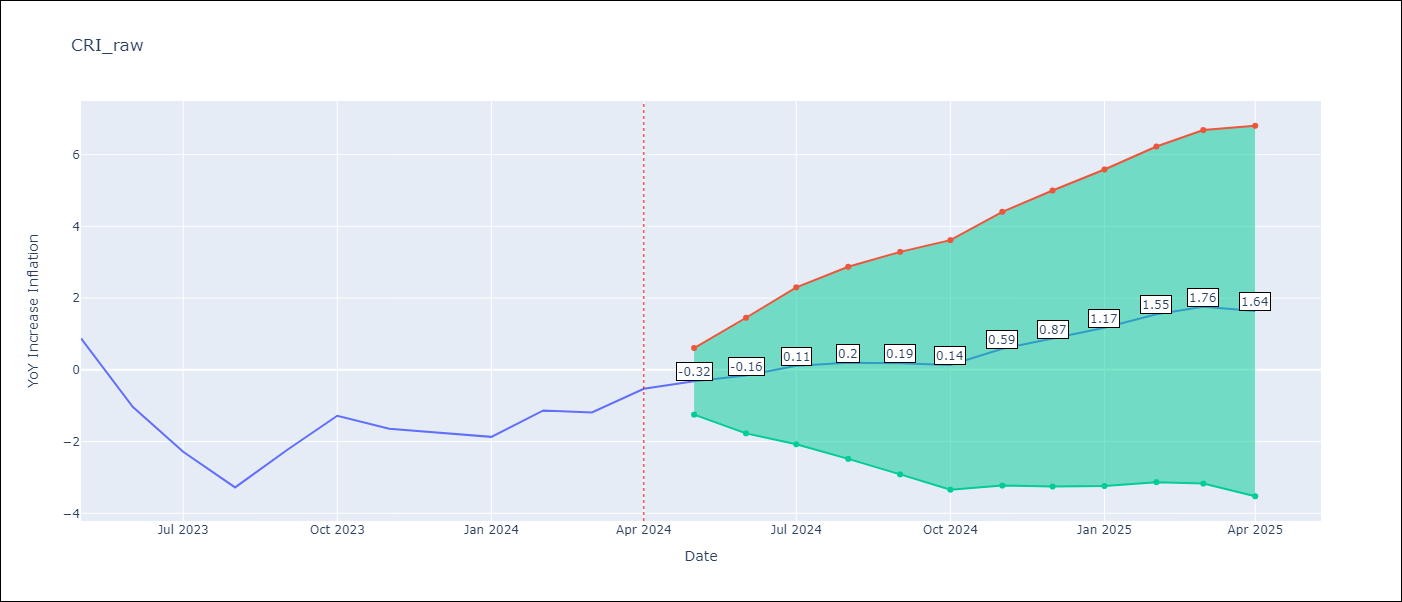 CRI_raw
YoY Increase Inflation
6
4
2
0
−2
−4
-0.32
-0.16
0.11
0.2
0.19
0.14
0.59
0.87
1.17
1.55
1.76
1.64
Jul 2023
Oct 2023
Jan 2024
Apr 2024
Jul 2024
Oct 2024
Jan 2025
Apr 2025
Date